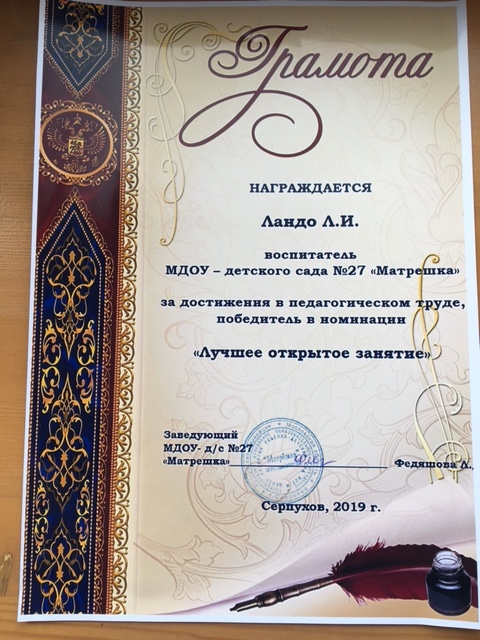 Грамота
НАГРАЖДАЕТСЯ
Ландо Л.И.
воспитатель
МДОУ – детского сада №27 «Матрешка»
за достижения в педагогическом труде,
победитель в номинации
«Лучшее открытое занятие»
Заведующий
МДОУ- д/с №27
«Матрешка» Федяшова Л.
Серпухов, 2019 г.